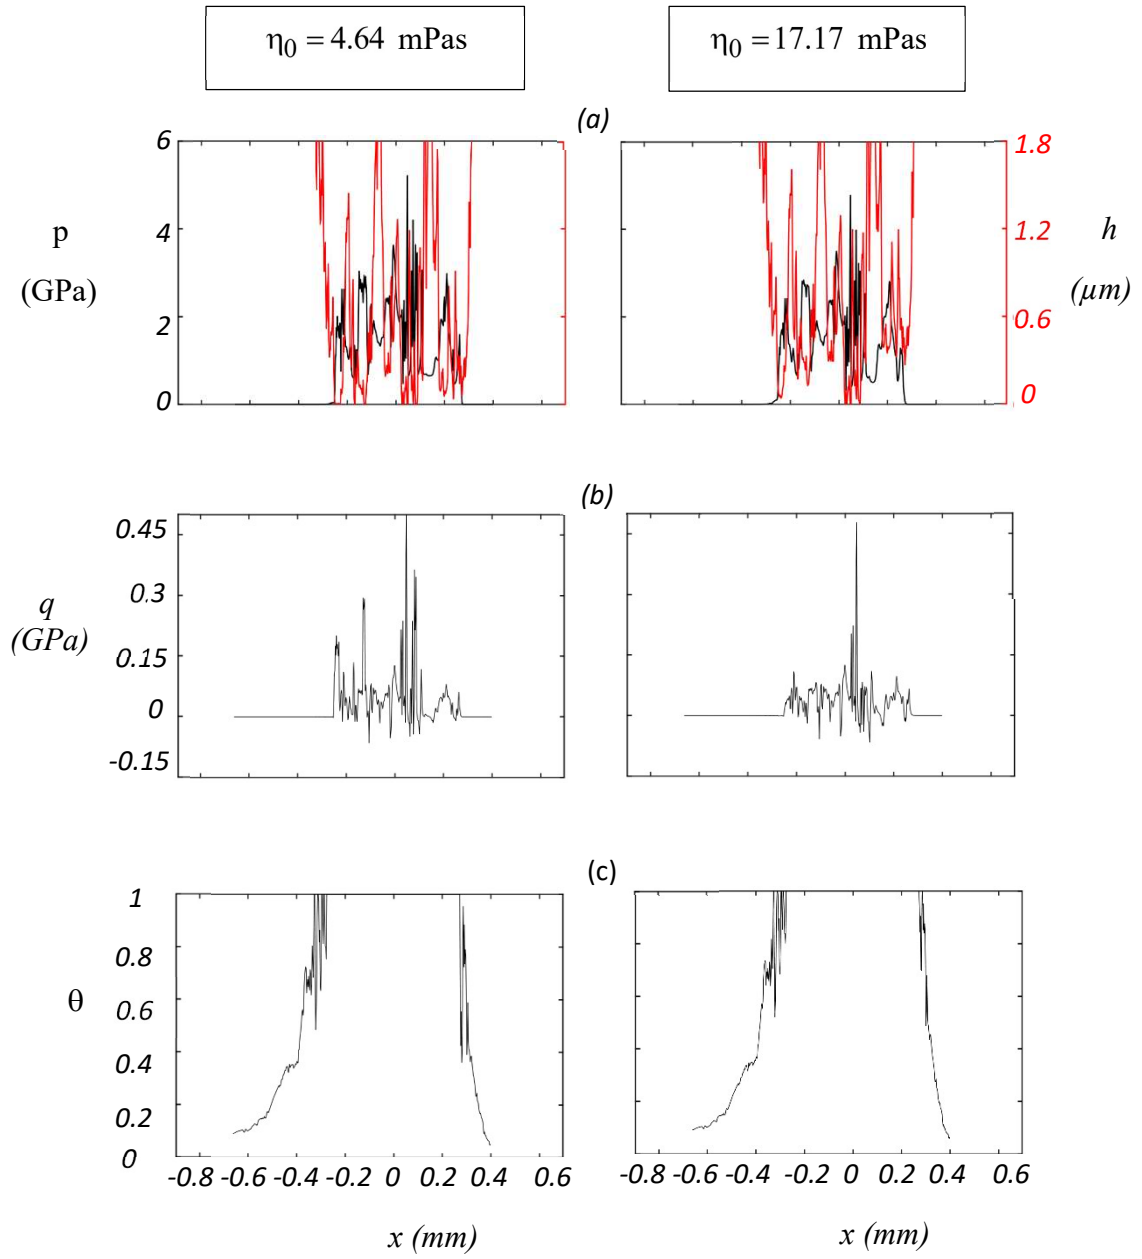 η0 = 4.64 mPas
η0 = 17.17 mPas
(a)
6
4
2
0
p
(GPa)
1.8
1.2
0.6
0
h
(μm)
(b)
0.45
0.3
0.15
0
-0.15
q
(GPa)
(c)
1
0.8
0.6
0.4
0.2
0
θ
-0.8 -0.6 -0.4 -0.2 0 0.2 0.4 0.6
-0.8 -0.6 -0.4 -0.2 0 0.2 0.4 0.6
x (mm)
x (mm)